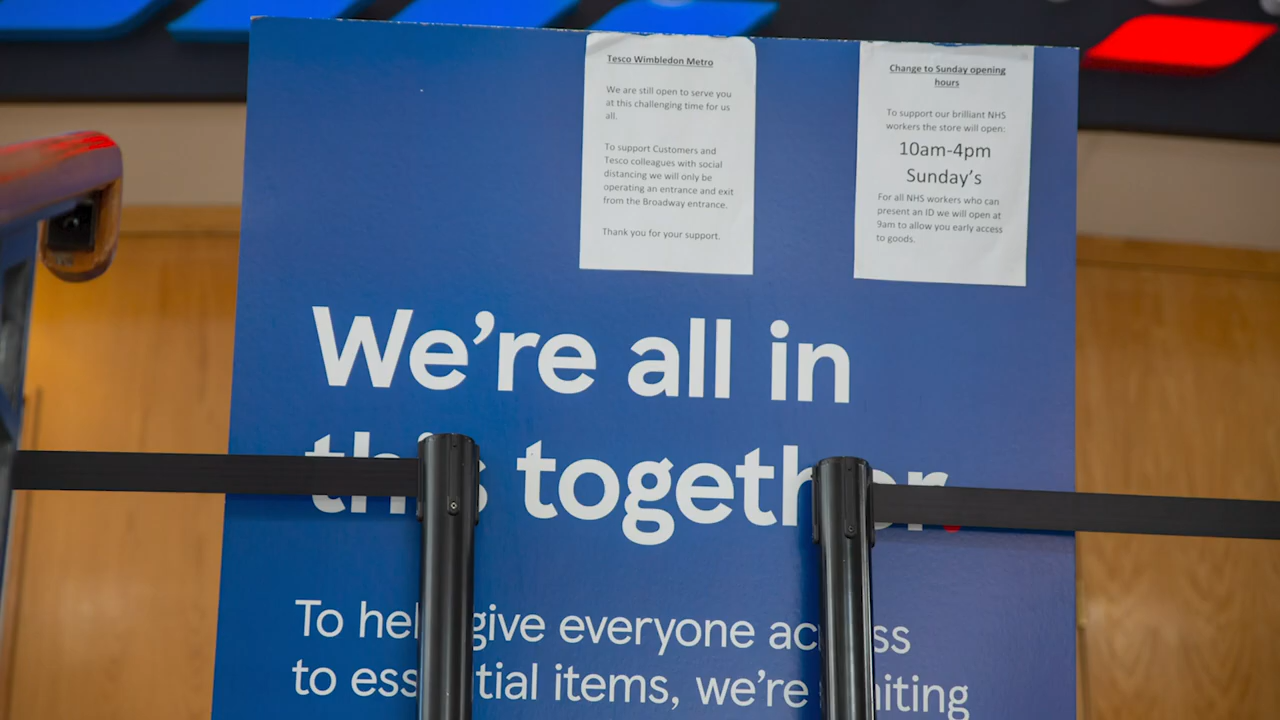 Tesco Wimbledon Metro
We are still open to serve you
at this challenging time for us
all.
To support Customers and
Tesco colleagues with social
distancing we will only be
operating an entrance and exit
from the Broadway entrance.
Thank you for your support.
Change to Sunday opening
hours
To support our brilliant NHS
workers the store will open:
10am-4pm
Sunday's
For all NHS workers who can
present an ID we will open at
9am to allow you early access
to goods.
We're all in
this together.
To help give everyone access
to essential items, we're limiting